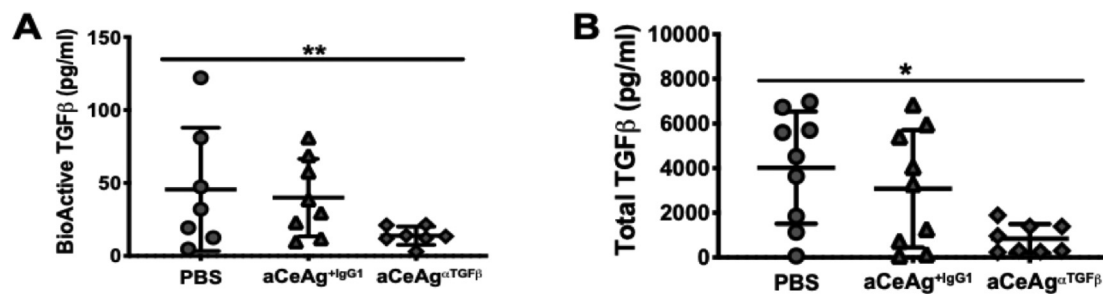 A
BioActive TGFβ (pg/ml)
150
100
50
0
**
PBS
aCeAg+IgG1
aCeAgαTGFβ
B
Total TGFβ (pg/ml)
10000
8000
6000
4000
2000
0
*
PBS
aCeAg+IgG1
aCeAgαTGFβ